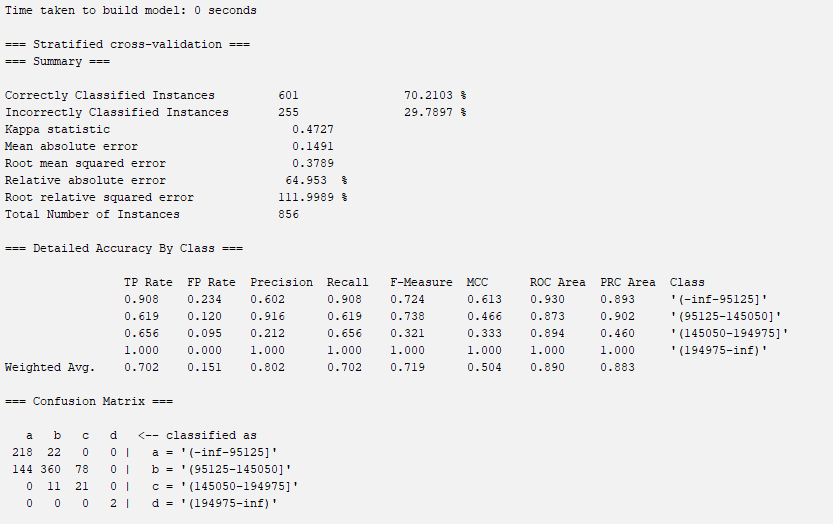 Time taken to build model: 0 seconds

=== Stratified cross-validation ===
=== Summary ===

Correctly Classified Instances         601               70.2103 %
Incorrectly Classified Instances       255               29.7897 %
Kappa statistic                          0.4727
Mean absolute error                      0.1491
Root mean squared error                  0.3789
Relative absolute error                 64.953  %
Root relative squared error            111.9989 %
Total Number of Instances              856

=== Detailed Accuracy By Class ===

                 TP Rate  FP Rate  Precision  Recall   F-Measure  MCC      ROC Area  PRC Area  Class
                 0.908    0.234    0.602      0.908    0.724      0.613    0.930     0.893     '(-inf-95125]'
                 0.619    0.120    0.916      0.619    0.738      0.466    0.873     0.902     '(95125-145050]'
                 0.656    0.095    0.212      0.656    0.321      0.333    0.894     0.460     '(145050-194975]'
                 1.000    0.000    1.000      1.000    1.000      1.000    1.000     1.000     '(194975-inf)'
Weighted Avg.    0.702    0.151    0.802      0.702    0.719      0.504    0.890     0.883

=== Confusion Matrix ===

   a   b   c   d   <-- classified as
 218  22   0   0 |   a = '(-inf-95125]'
 144 360  78   0 |   b = '(95125-145050]'
   0  11  21   0 |   c = '(145050-194975]'
   0   0   0   2 |   d = '(194975-inf)'